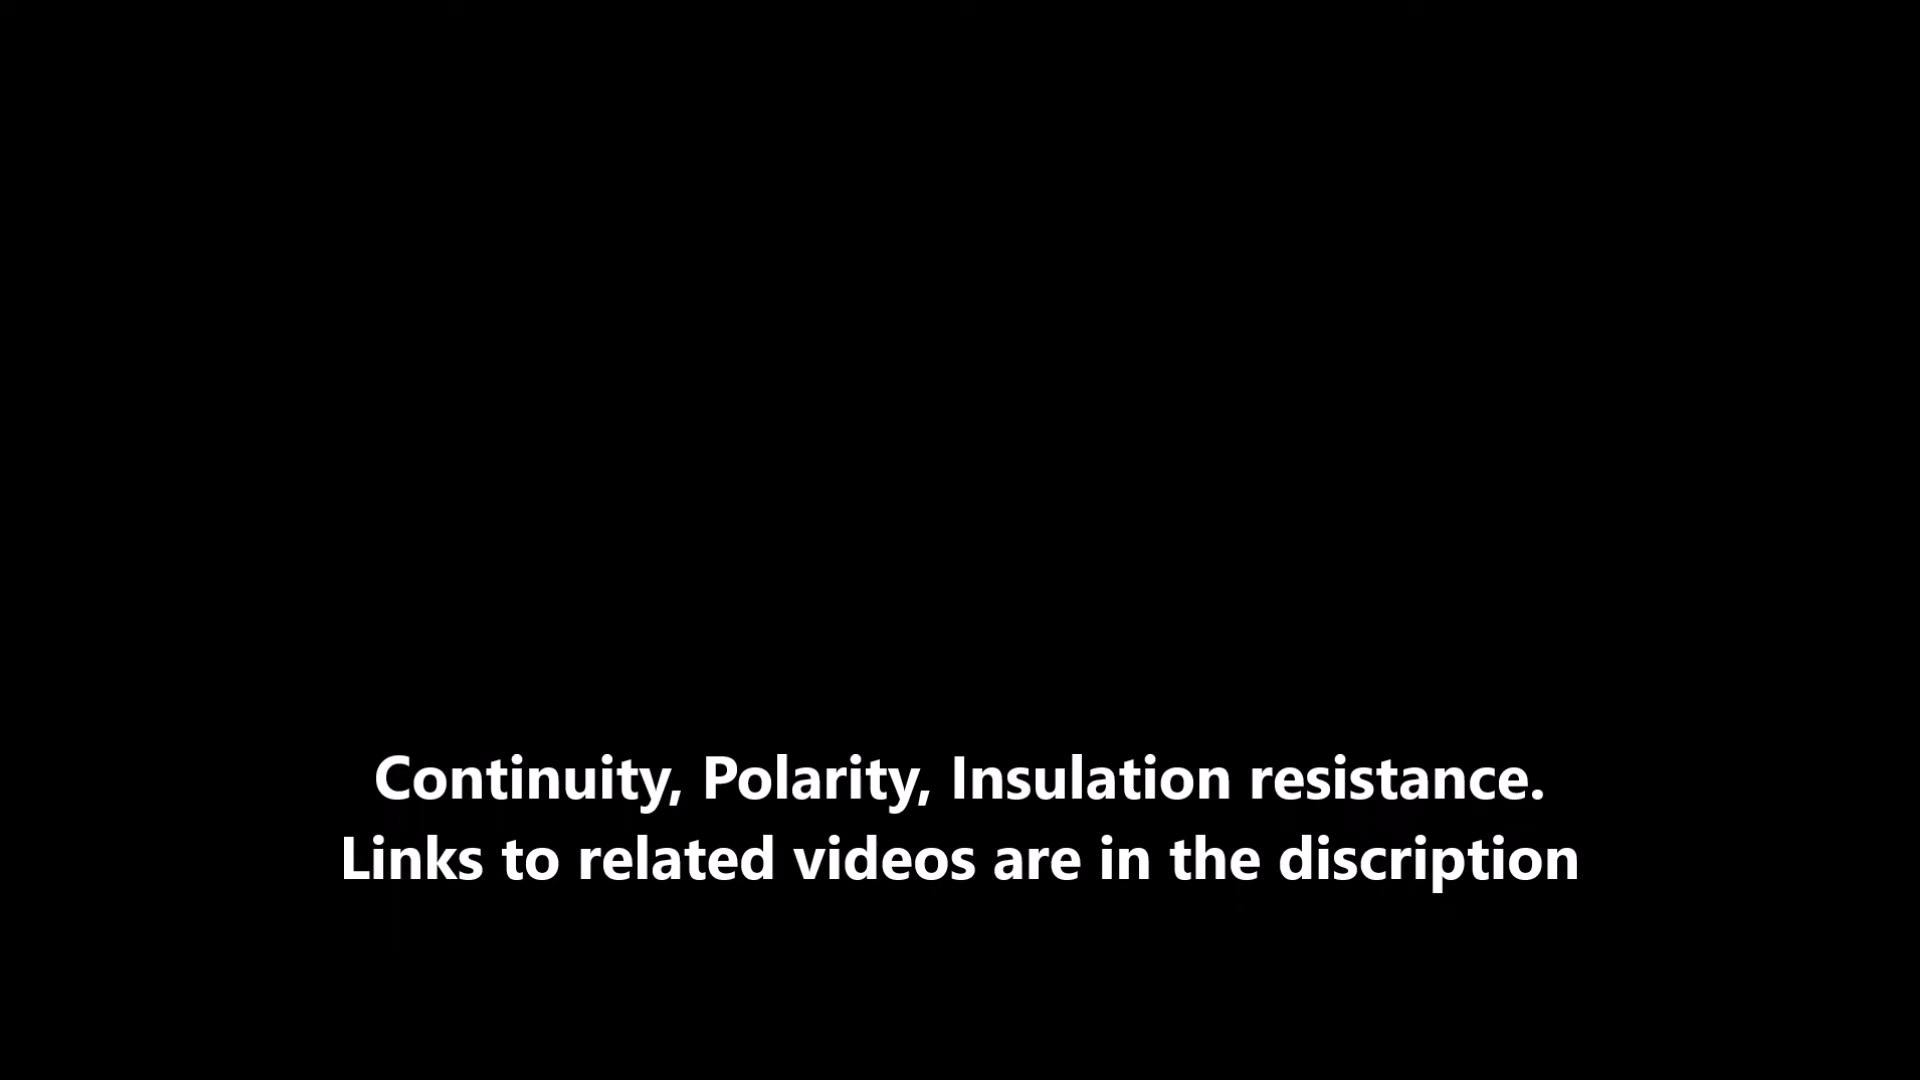 Continuity, Polarity, Insulation resistance.
Links to related videos are in the discription